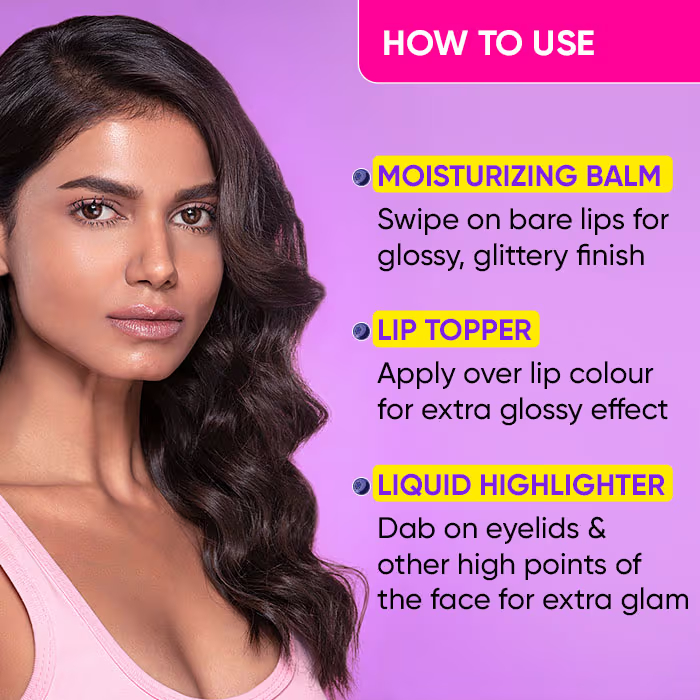 HOW TO USE
MOISTURIZING BALM
Swipe on bare lips for
glossy, glittery finish
LIP TOPPER
Apply over lip colour
for extra glossy effect
LIQUID HIGHLIGHTER
Dab on eyelids &
other high points of
the face for extra glam